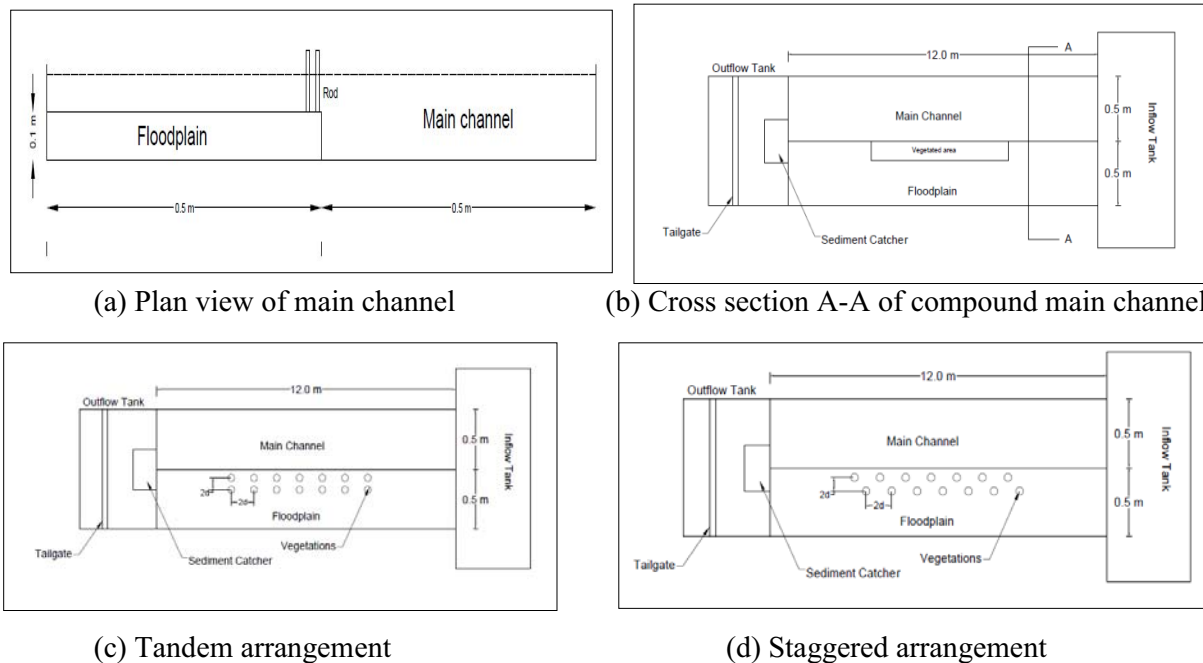 Rod
0.1 m
Floodplain
Main channel
0.5 m
0.5 m
(a) Plan view of main channel
A
12.0 m
Outflow Tank
Main Channel
0.5 m
Inflow Tank
Vegetated area
0.5 m
Floodplain
A
Tailgate
Sediment Catcher
(b) Cross section A-A of compound main channel
12.0 m
Outflow Tank
Main Channel
0.5 m
Inflow Tank
2d
2d
0.5 m
Floodplain
Tailgate
Vegetations
Sediment Catcher
(c) Tandem arrangement
12.0 m
Outflow Tank
Main Channel
0.5 m
Inflow Tank
2d
2d
0.5 m
Floodplain
Tailgate
Vegetations
Sediment Catcher
(d) Staggered arrangement